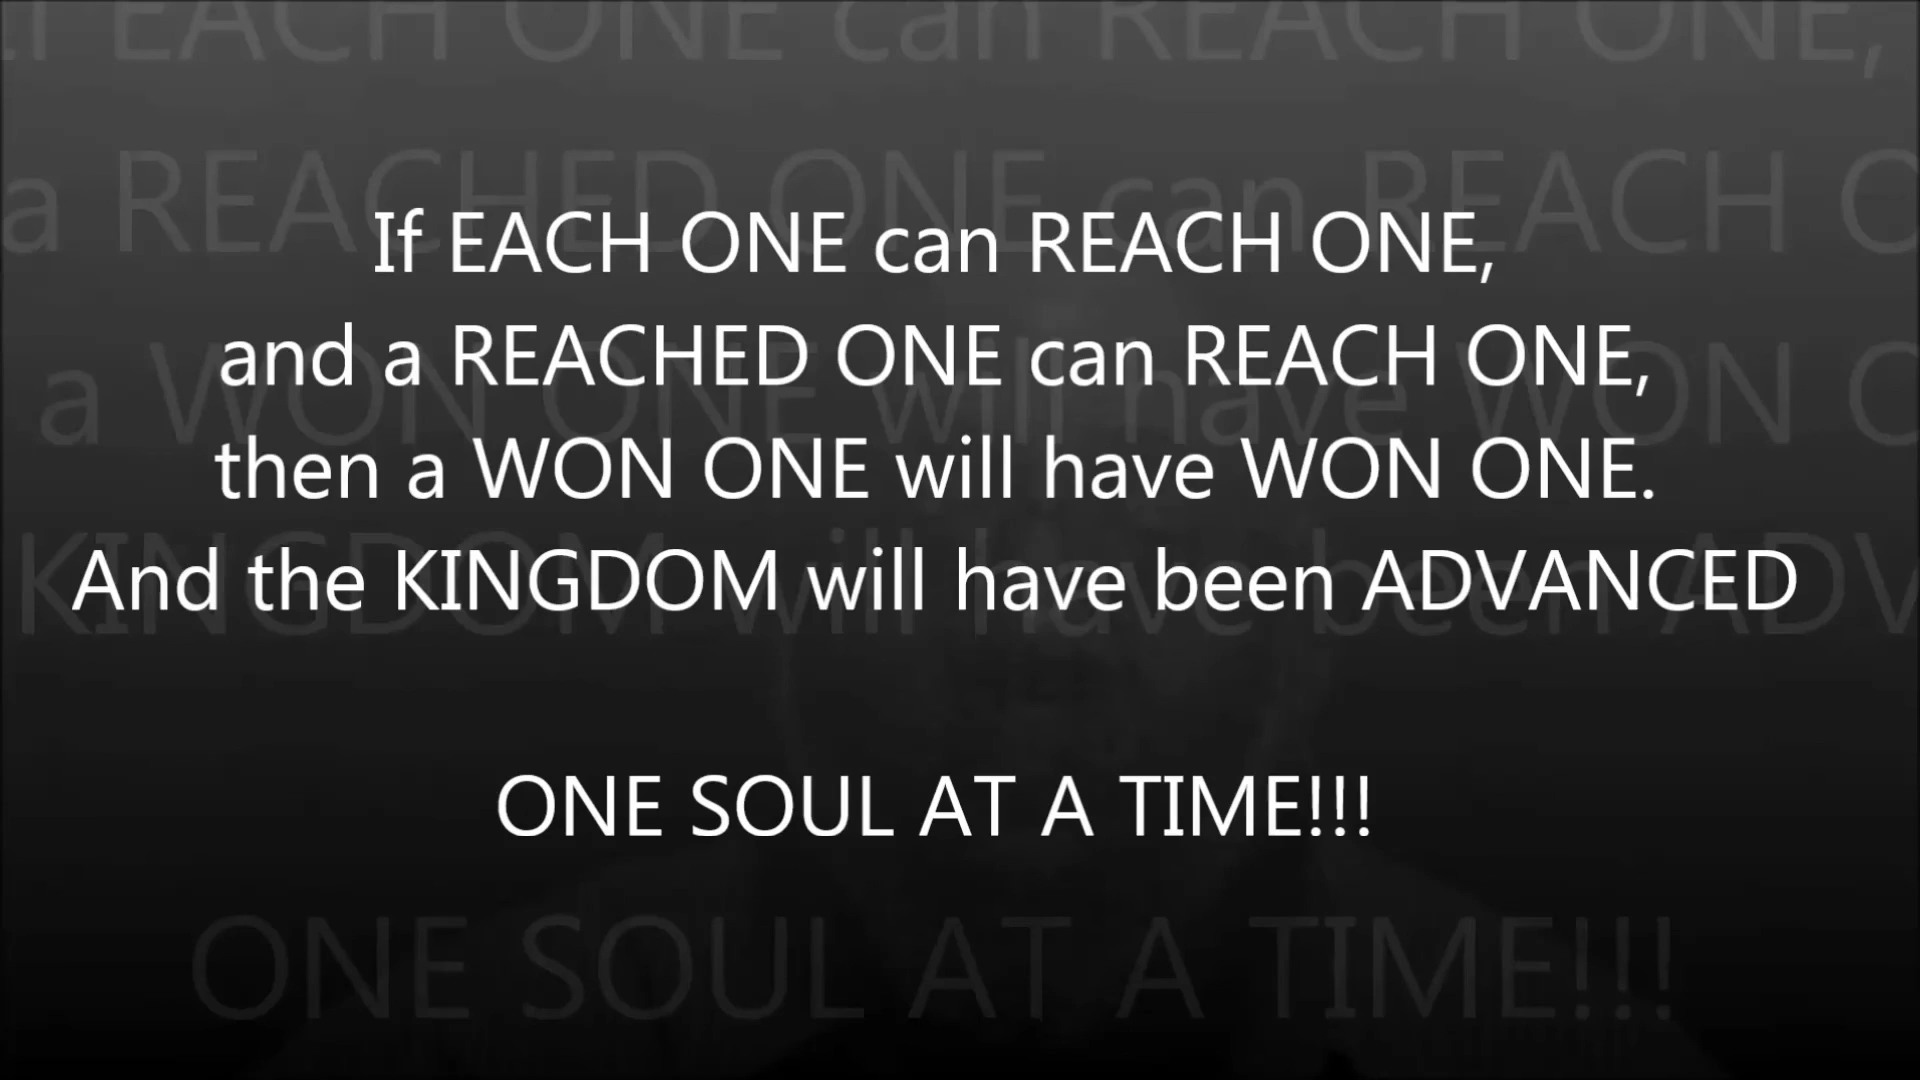 If EACH ONE can REACH ONE,
and a REACHED ONE can REACH ONE,
then a WON ONE will have WON ONE.
And the KINGDOM will have been ADVANCED
ONE SOUL AT A TIME!!!